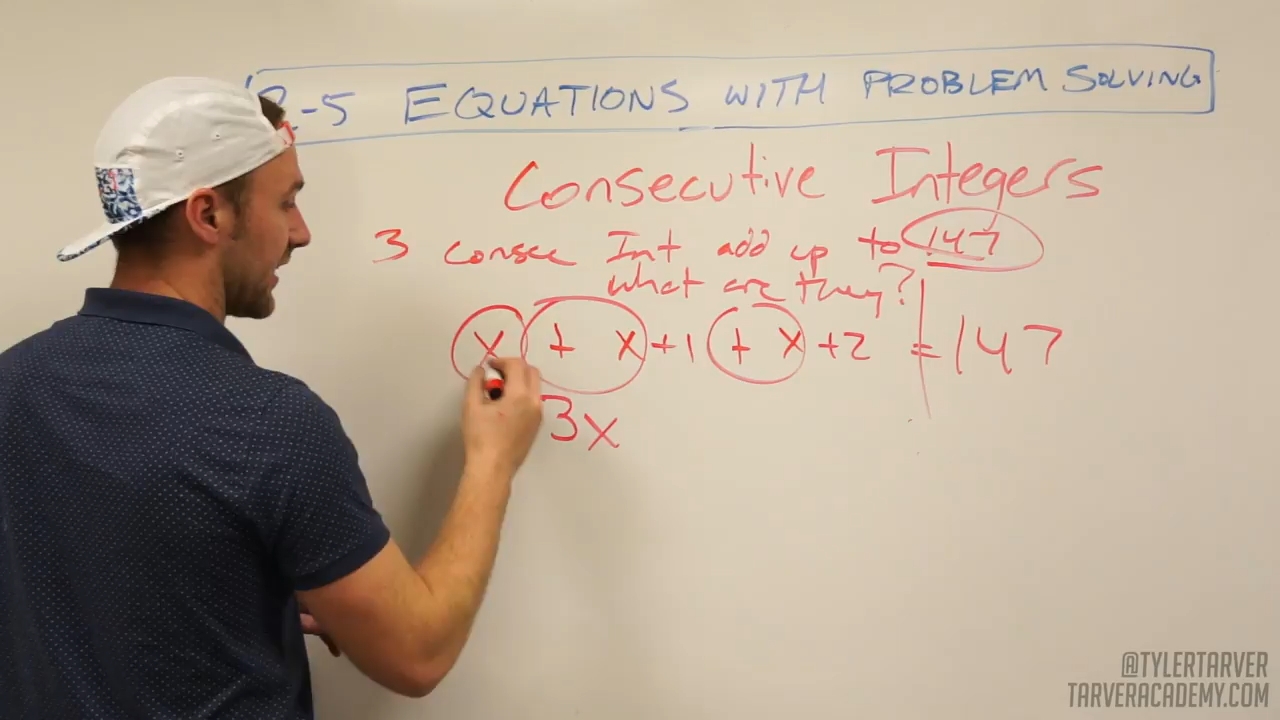 2-5 EQUATIONS WITH PROBLEM SOLVING
Consecutive Integers
3 consec Int add up to 147
what are they?
x + x +1 + x +2 = 147
3x
@TYLERTARVER
TARVERACADEMY.COM